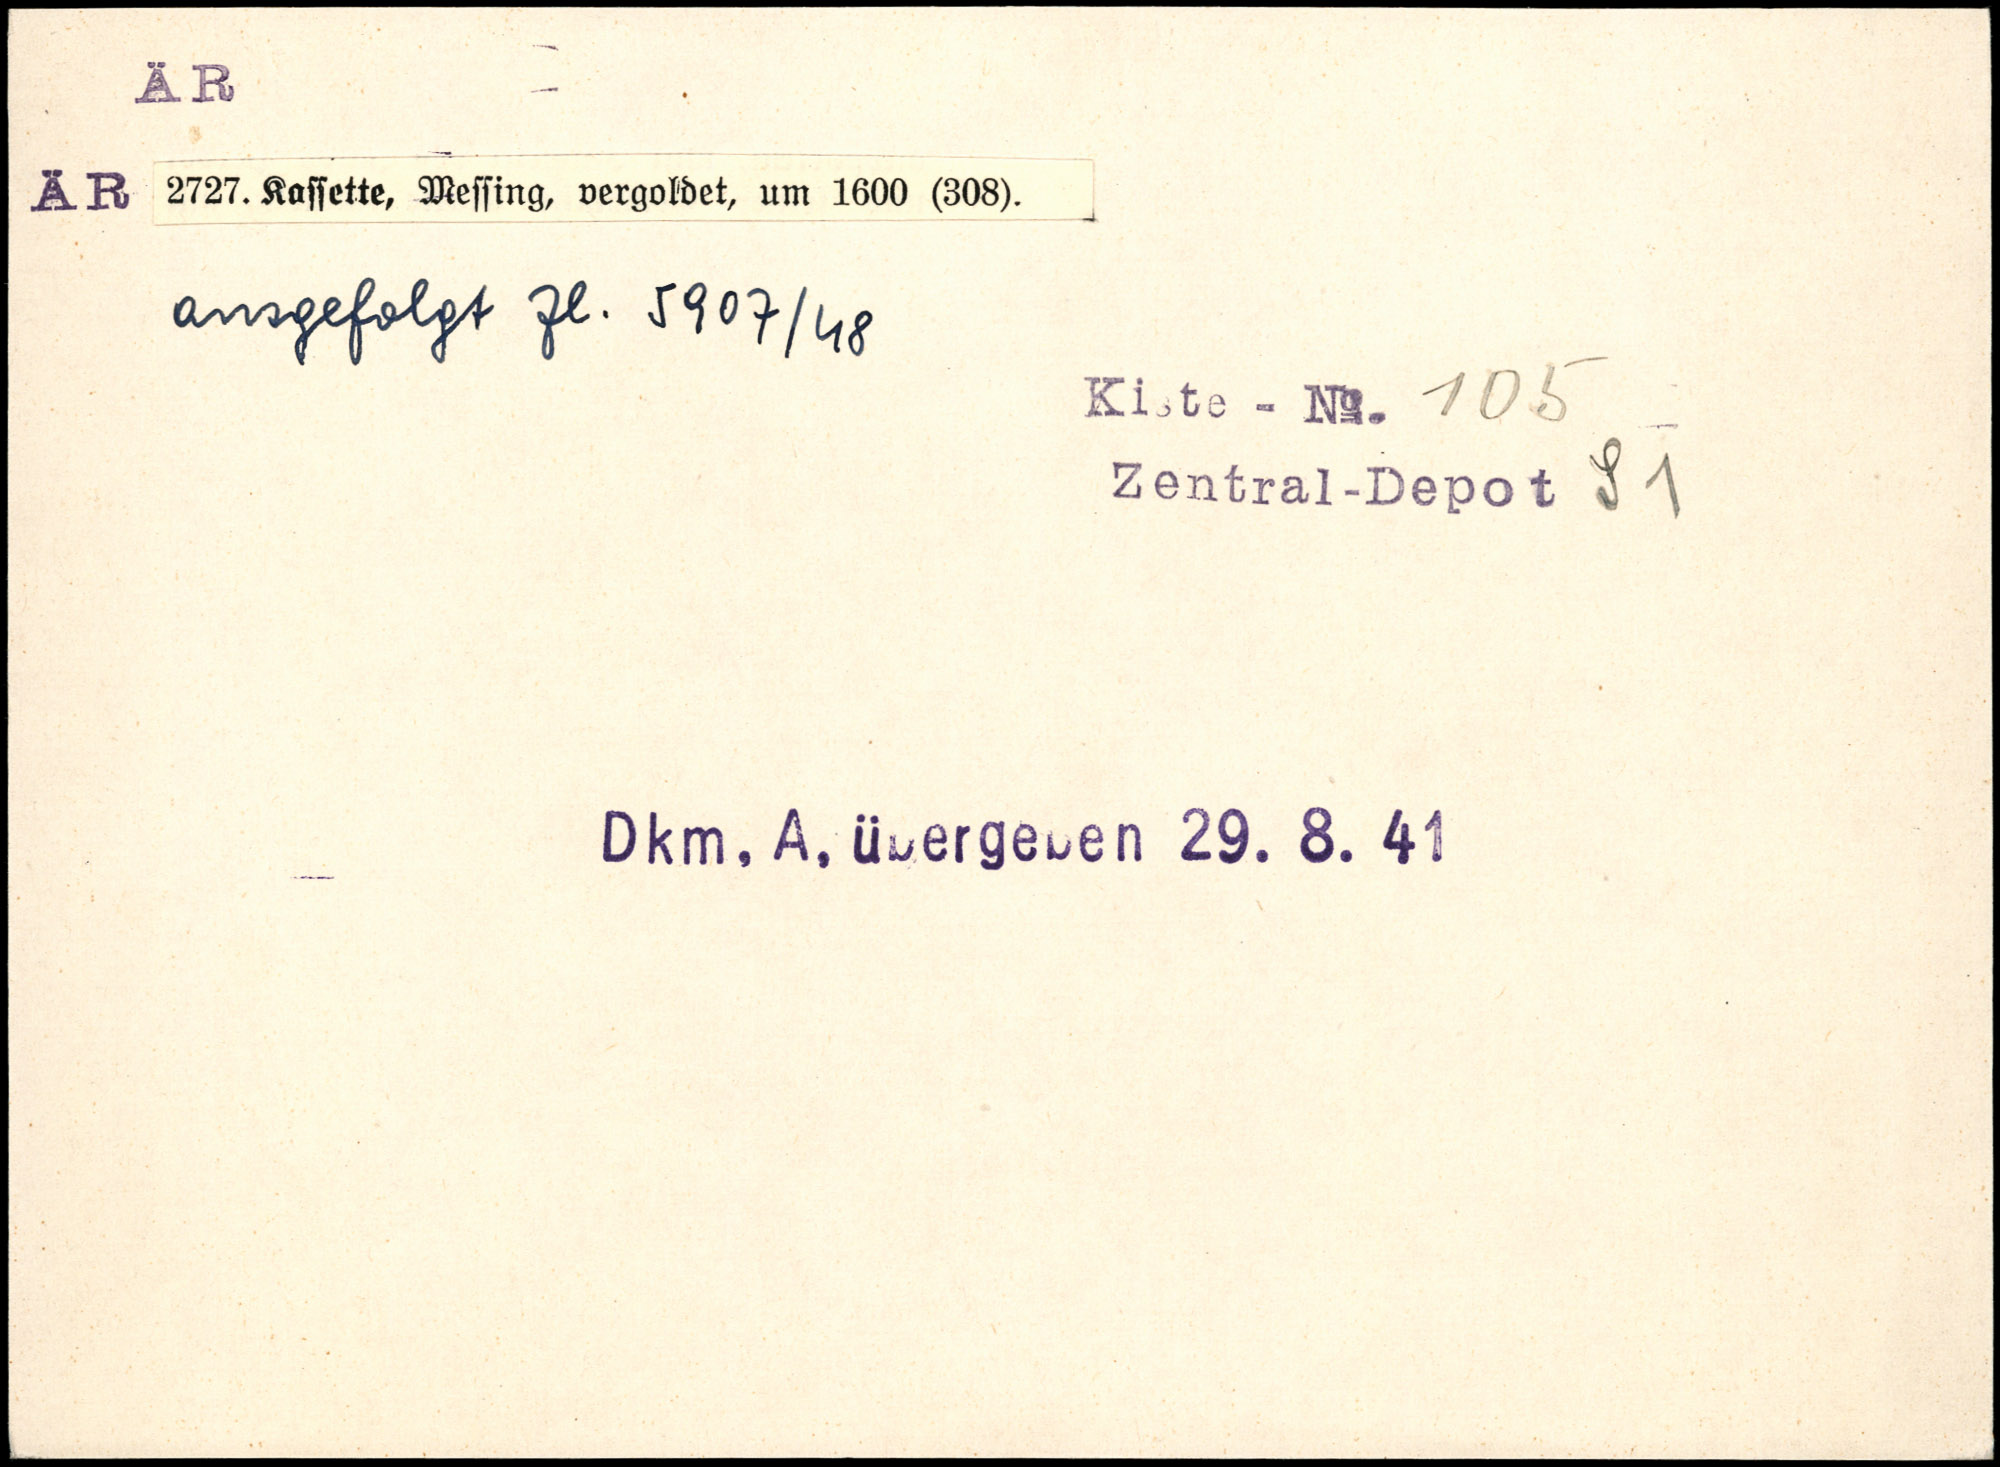 ÄR
ÄR 2727. Kassette, Messing, vergoldet, um 1600 (308).
ausgefolgt Zl. 5907/48
Kiste - №. 105
Zentral-Depot S1
Dkm. A. übergeben 29. 8. 41